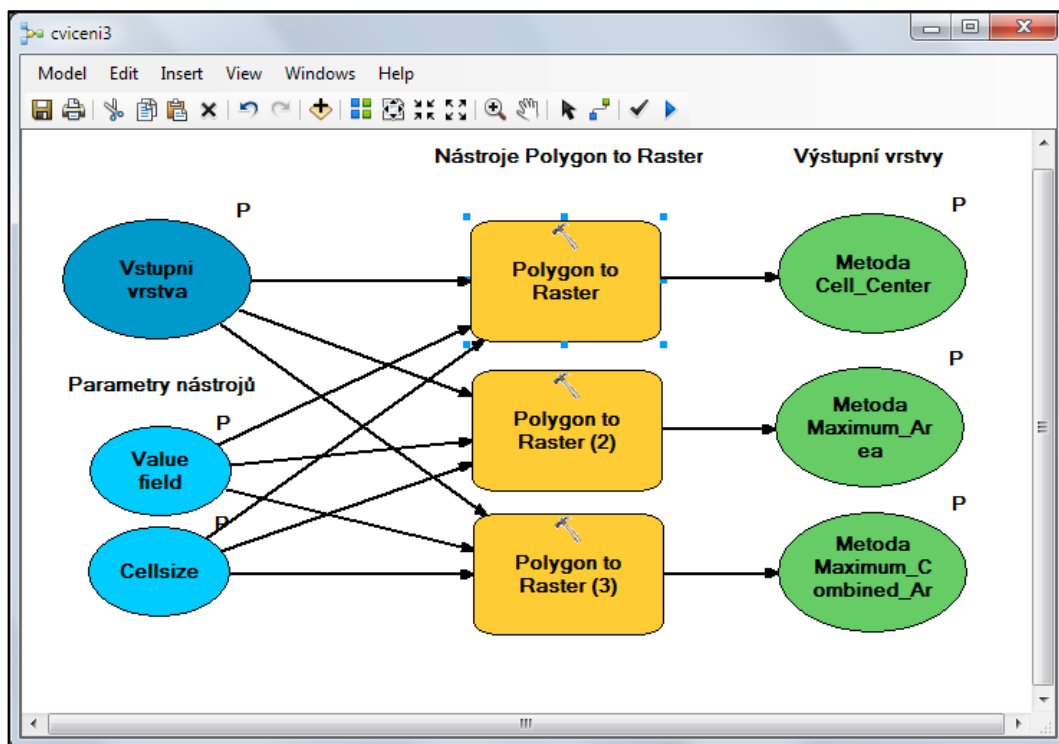 cviceni3
Model Edit Insert View Windows Help
Nástroje Polygon to Raster
Výstupní vrstvy
P
Vstupni
vrstva
Polygon to
Raster
P
Metoda
Cell_Center
Parametry nástrojů
P
Value
field
Polygon to
Raster (2)
P
Metoda
Maximum_Ar
ea
P
Cellsize
Polygon to
Raster (3)
P
Metoda
Maximum_C
ombined_Ar